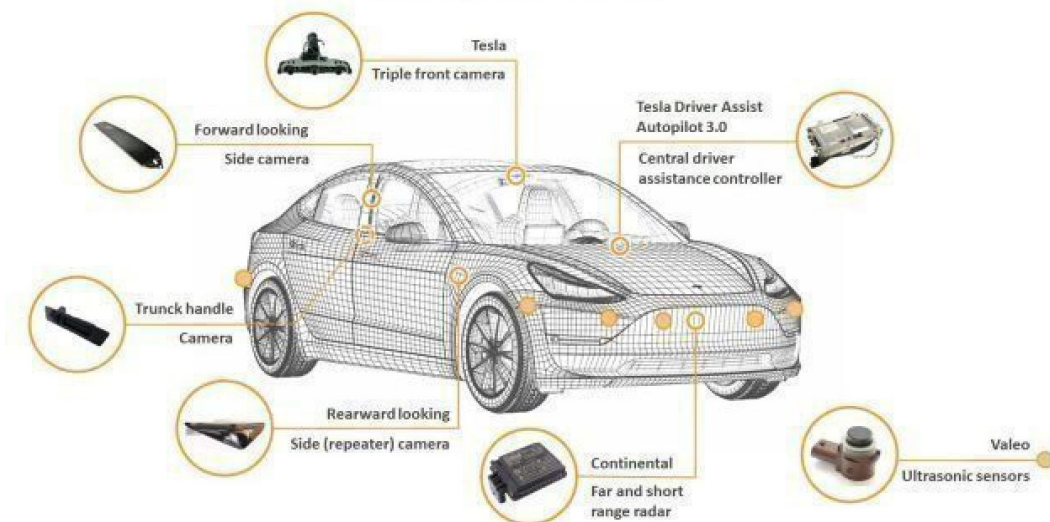 Tesla
Triple front camera
Forward looking
Side camera
Tesla Driver Assist
Autopilot 3.0
Central driver
assistance controller
Trunck handle
Camera
Rearward looking
Side (repeater) camera
Continental
Far and short
range radar
Valeo
Ultrasonic sensors